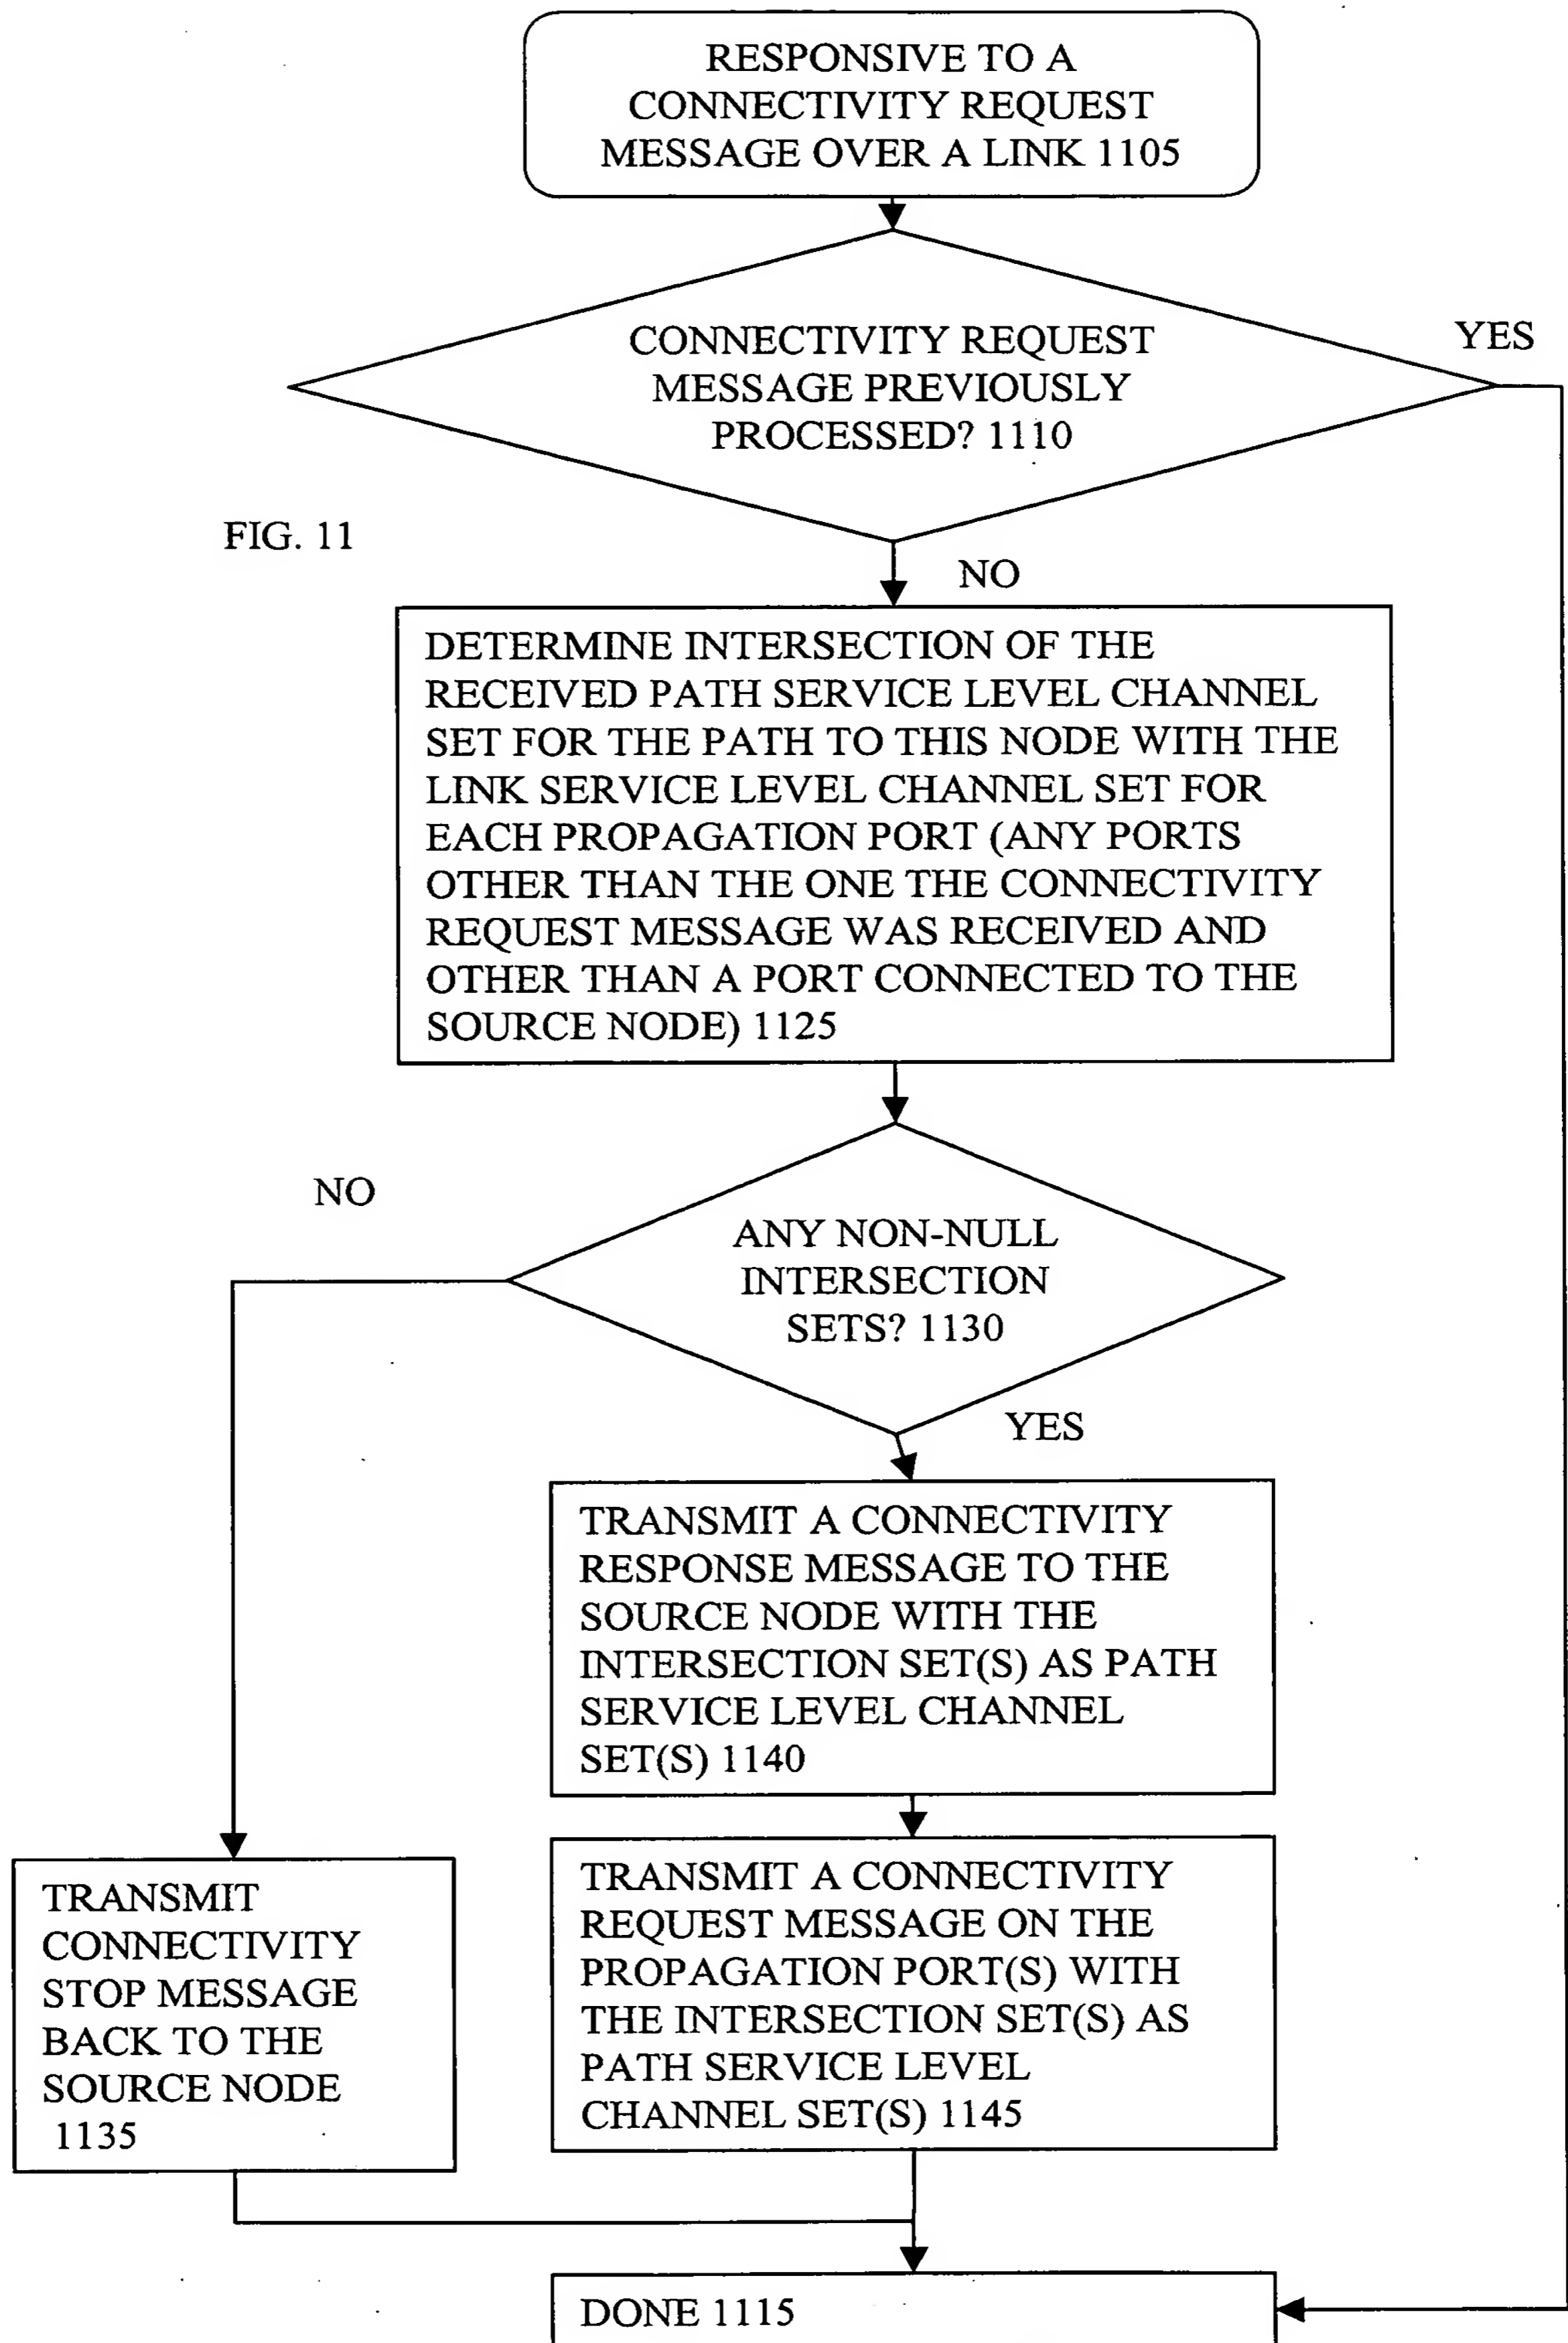 RESPONSIVE TO A
CONNECTIVITY REQUEST
MESSAGE OVER A LINK 1105
CONNECTIVITY REQUEST
MESSAGE PREVIOUSLY
PROCESSED? 1110
YES
FIG. 11
NO
DETERMINE INTERSECTION OF THE
RECEIVED PATH SERVICE LEVEL CHANNEL
SET FOR THE PATH TO THIS NODE WITH THE
LINK SERVICE LEVEL CHANNEL SET FOR
EACH PROPAGATION PORT (ANY PORTS
OTHER THAN THE ONE THE CONNECTIVITY
REQUEST MESSAGE WAS RECEIVED AND
OTHER THAN A PORT CONNECTED TO THE
SOURCE NODE) 1125
NO
ANY NON-NULL
INTERSECTION
SETS? 1130
YES
TRANSMIT A CONNECTIVITY
RESPONSE MESSAGE TO THE
SOURCE NODE WITH THE
INTERSECTION SET(S) AS PATH
SERVICE LEVEL CHANNEL
SET(S) 1140
TRANSMIT
CONNECTIVITY
STOP MESSAGE
BACK TO THE
SOURCE NODE
1135
TRANSMIT A CONNECTIVITY
REQUEST MESSAGE ON THE
PROPAGATION PORT(S) WITH
THE INTERSECTION SET(S) AS
PATH SERVICE LEVEL
CHANNEL SET(S) 1145
DONE 1115